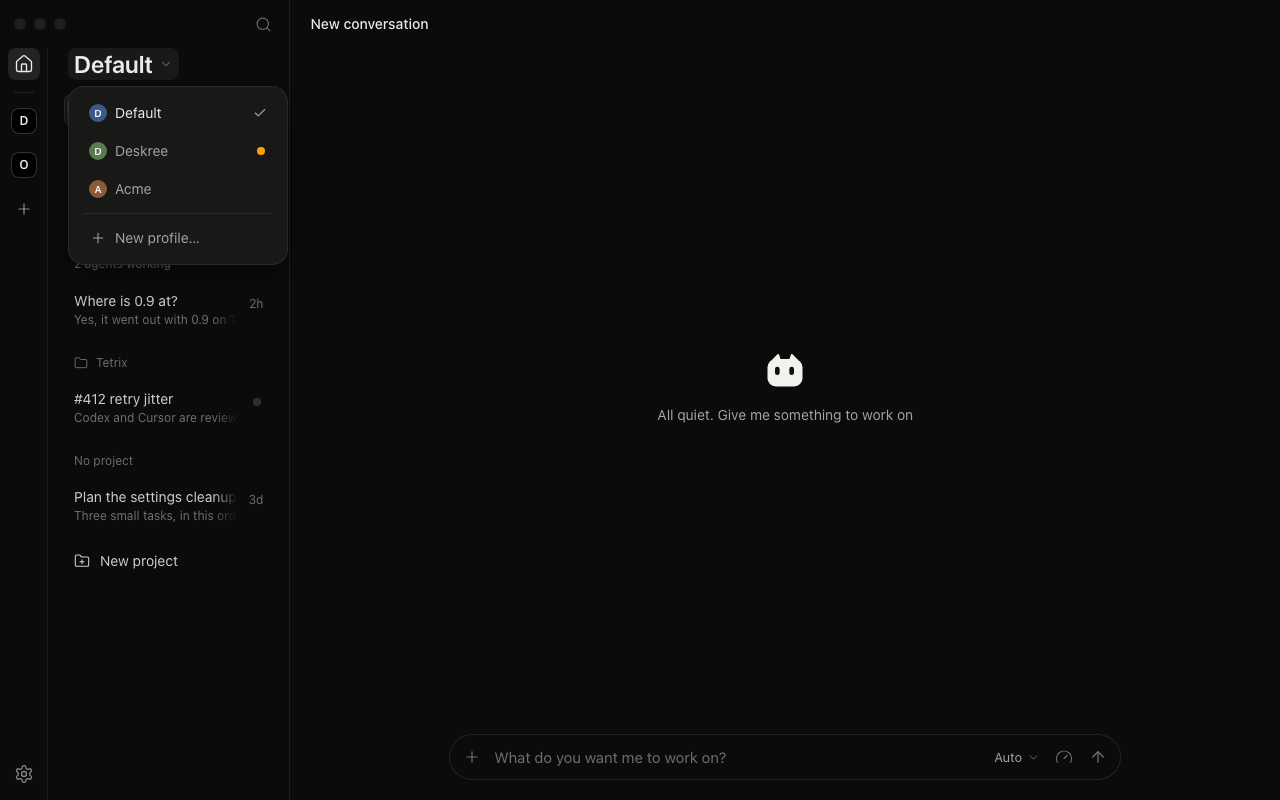 New conversation
Default
D
O
D Default
D Deskree
A Acme
New profile...
2 agents working
Where is 0.9 at?
2h
Yes, it went out with 0.9 on
Tetrix
#412 retry jitter
Codex and Cursor are review
No project
Plan the settings cleanup
3d
Three small tasks, in this ord
New project
All quiet. Give me something to work on
What do you want me to work on?
Auto